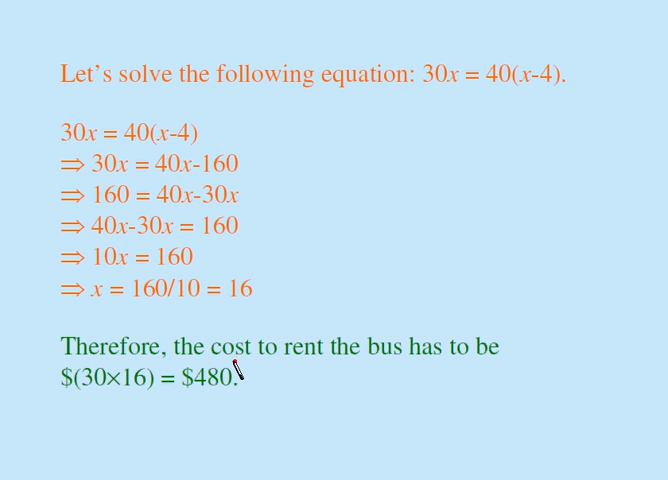 Let’s solve the following equation: 30x = 40(x-4).
30x = 40(x-4)
⇒ 30x = 40x-160
⇒ 160 = 40x-30x
⇒ 40x-30x = 160
⇒ 10x = 160
⇒ x = 160/10 = 16
Therefore, the cost to rent the bus has to be
$(30×16) = $480.